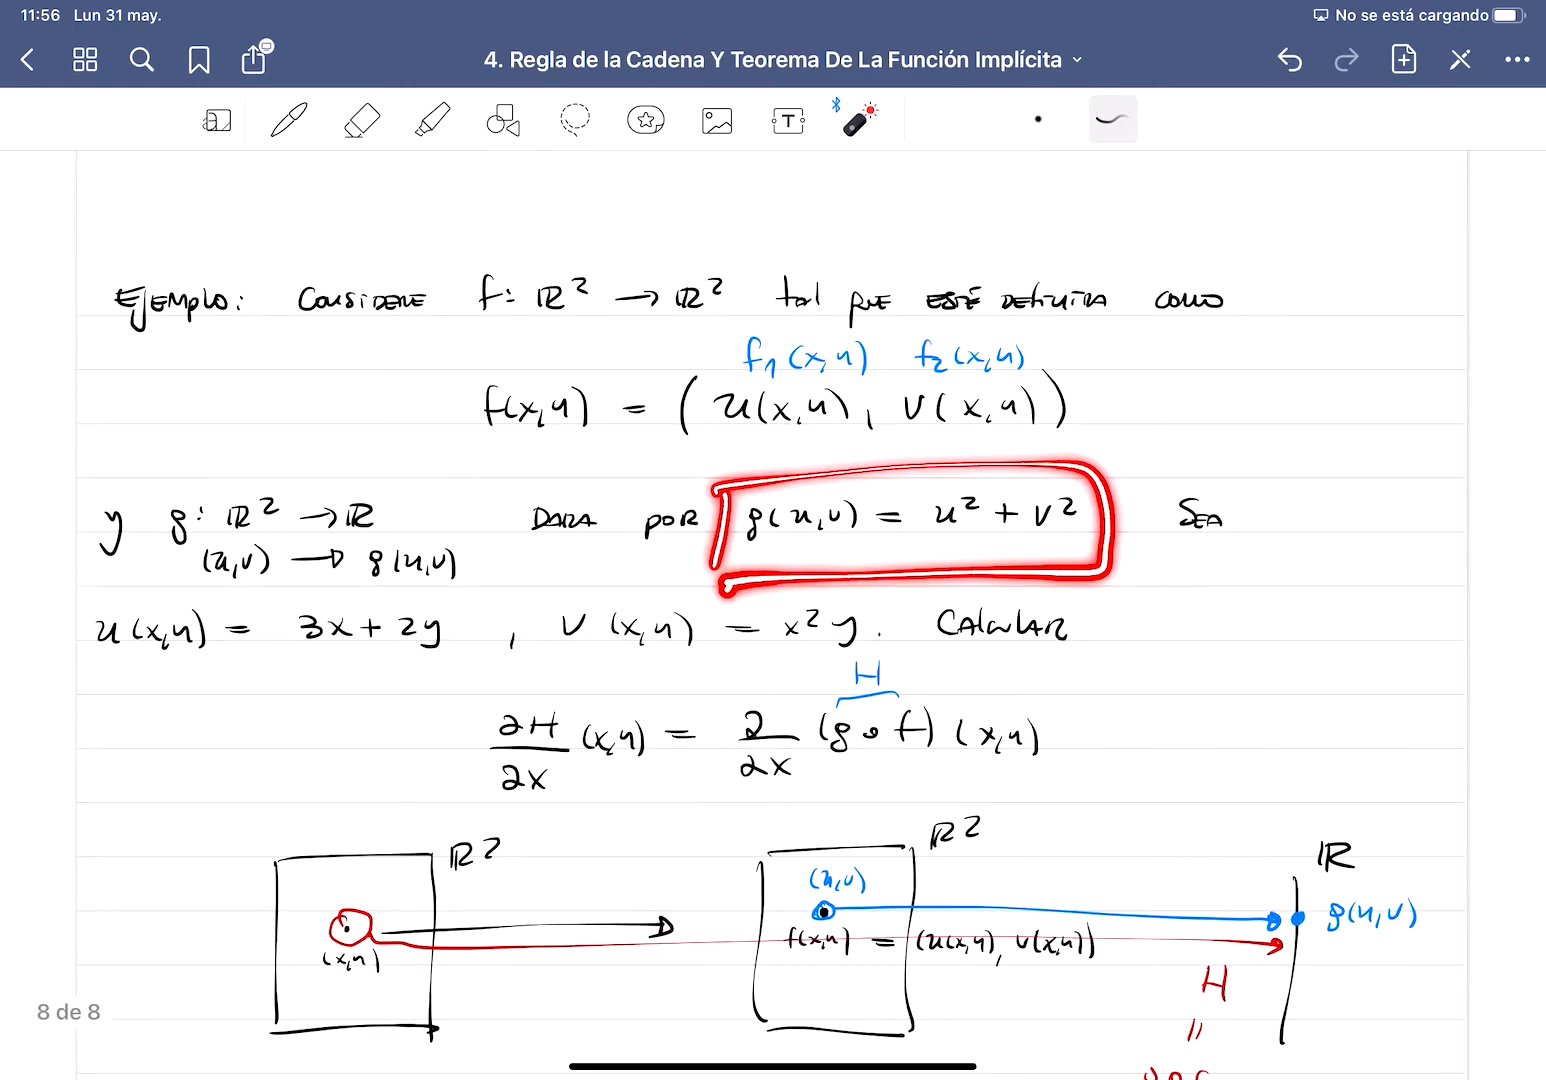 11:56 Lun 31 may.
No se está cargando
4. Regla de la Cadena Y Teorema De La Función Implícita
T
EJEMPLO: CONSIDERE f: ℝ² → ℝ² tal QUE ESTÉ DEFINIDA COMO
f₁(x,y) f₂(x,y)
f(x,y) = (u(x,y), v(x,y))
y g: ℝ² → ℝ DADA POR g(u,v) = u² + v² SEA
(u,v) → g(u,v)
u(x,y) = 3x + 2y , v(x,y) = x²y. CALCULAR
H
∂H/∂x (x,y) = ∂/∂x (g∘f)(x,y)
ℝ² ℝ² ℝ
(u,v)
g(u,v)
(x,y) f(x,y) = (u(x,y), v(x,y))
H
8 de 8 "